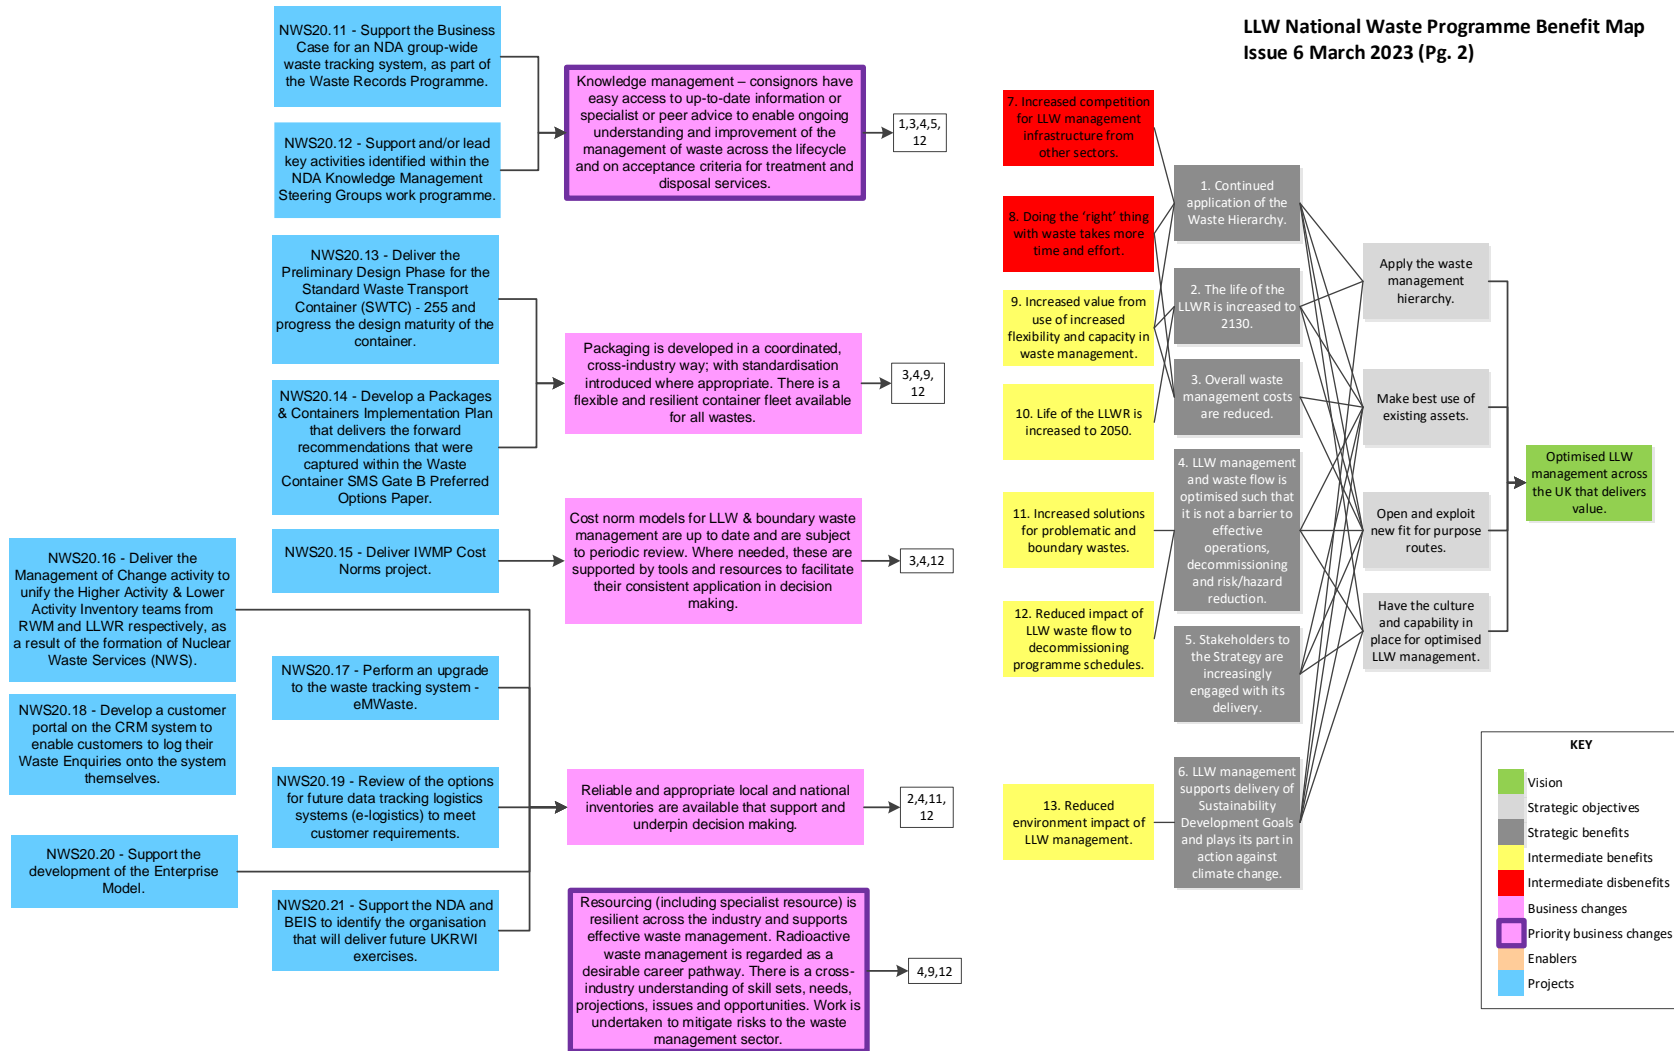 LLW National Waste Programme Benefit Map
Issue 6 March 2023 (Pg. 2)
NWS20.11 - Support the Business
Case for an NDA group-wide
waste tracking system, as part of
the Waste Records Programme.
NWS20.12 - Support and/or lead
key activities identified within the
NDA Knowledge Management
Steering Groups work programme.
NWS20.13 - Deliver the
Preliminary Design Phase for the
Standard Waste Transport
Container (SWTC) - 255 and
progress the design maturity of the
container.
NWS20.14 - Develop a Packages
& Containers Implementation Plan
that delivers the forward
recommendations that were
captured within the Waste
Container SMS Gate B Preferred
Options Paper.
NWS20.15 - Deliver IWMP Cost
Norms project.
NWS20.16 - Deliver the
Management of Change activity to
unify the Higher Activity & Lower
Activity Inventory teams from
RWM and LLWR respectively, as
a result of the formation of Nuclear
Waste Services (NWS).
NWS20.17 - Perform an upgrade
to the waste tracking system -
eMWaste.
NWS20.18 - Develop a customer
portal on the CRM system to
enable customers to log their
Waste Enquiries onto the system
themselves.
NWS20.19 - Review of the options
for future data tracking logistics
systems (e-logistics) to meet
customer requirements.
NWS20.20 - Support the
development of the Enterprise
Model.
NWS20.21 - Support the NDA and
BEIS to identify the organisation
that will deliver future UKRWI
exercises.
Knowledge management – consignors have
easy access to up-to-date information or
specialist or peer advice to enable ongoing
understanding and improvement of the
management of waste across the lifecycle
and on acceptance criteria for treatment and
disposal services.
1,3,4,5,
12
Packaging is developed in a coordinated,
cross-industry way; with standardisation
introduced where appropriate. There is a
flexible and resilient container fleet available
for all wastes.
3,4,9,
12
Cost norm models for LLW & boundary waste
management are up to date and are subject
to periodic review. Where needed, these are
supported by tools and resources to facilitate
their consistent application in decision
making.
3,4,12
Reliable and appropriate local and national
inventories are available that support and
underpin decision making.
2,4,11,
12
Resourcing (including specialist resource) is
resilient across the industry and supports
effective waste management. Radioactive
waste management is regarded as a
desirable career pathway. There is a cross-
industry understanding of skill sets, needs,
projections, issues and opportunities. Work is
undertaken to mitigate risks to the waste
management sector.
4,9,12
7. Increased competition
for LLW management
infrastructure from
other sectors.
8. Doing the ‘right’ thing
with waste takes more
time and effort.
9. Increased value from
use of increased
flexibility and capacity in
waste management.
10. Life of the LLWR is
increased to 2050.
11. Increased solutions
for problematic and
boundary wastes.
12. Reduced impact of
LLW waste flow to
decommissioning
programme schedules.
13. Reduced
environment impact of
LLW management.
1. Continued
application of the
Waste Hierarchy.
2. The life of the
LLWR is increased to
2130.
3. Overall waste
management costs
are reduced.
4. LLW management
and waste flow is
optimised such that
it is not a barrier to
effective
operations,
decommissioning
and risk/hazard
reduction.
5. Stakeholders to
the Strategy are
increasingly
engaged with its
delivery.
6. LLW management
supports delivery of
Sustainability
Development Goals
and plays its part in
action against
climate change.
Apply the waste
management
hierarchy.
Make best use of
existing assets.
Open and exploit
new fit for purpose
routes.
Have the culture
and capability in
place for optimised
LLW management.
Optimised LLW
management across
the UK that delivers
value.
KEY
Vision
Strategic objectives
Strategic benefits
Intermediate benefits
Intermediate disbenefits
Business changes
Priority business changes
Enablers
Projects